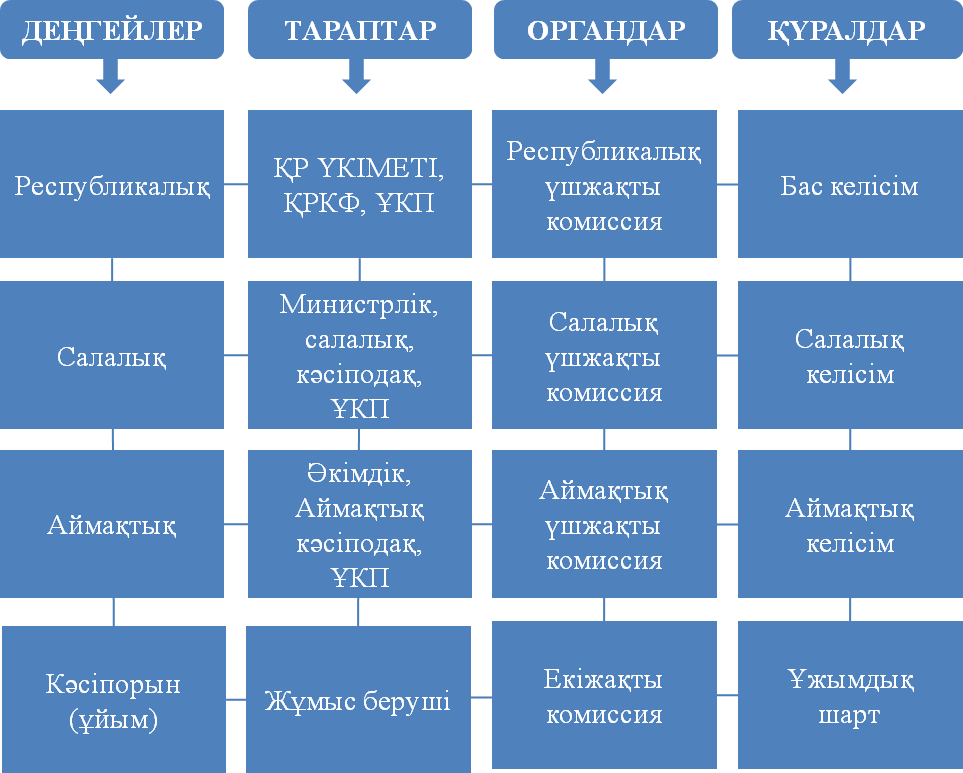 ДЕҢГЕЙЛЕР
ТАРАПТАР
ОРГАНДАР
ҚҰРАЛДАР
Республикалық
ҚР ҮКІМЕТІ,
ҚРКФ, ҰКП
Республикалық
үшжақты
комиссия
Бас келісім
Салалық
Министрлік,
салалық,
кәсіподақ,
ҰКП
Салалық
үшжақты
комиссия
Салалық
келісім
Аймақтық
Әкімдік,
Аймақтық
кәсіподақ,
ҰКП
Аймақтық
үшжақты
комиссия
Аймақтық
келісім
Кәсіпорын
(ұйым)
Жұмыс беруші
Екіжақты
комиссия
Ұжымдық
шарт